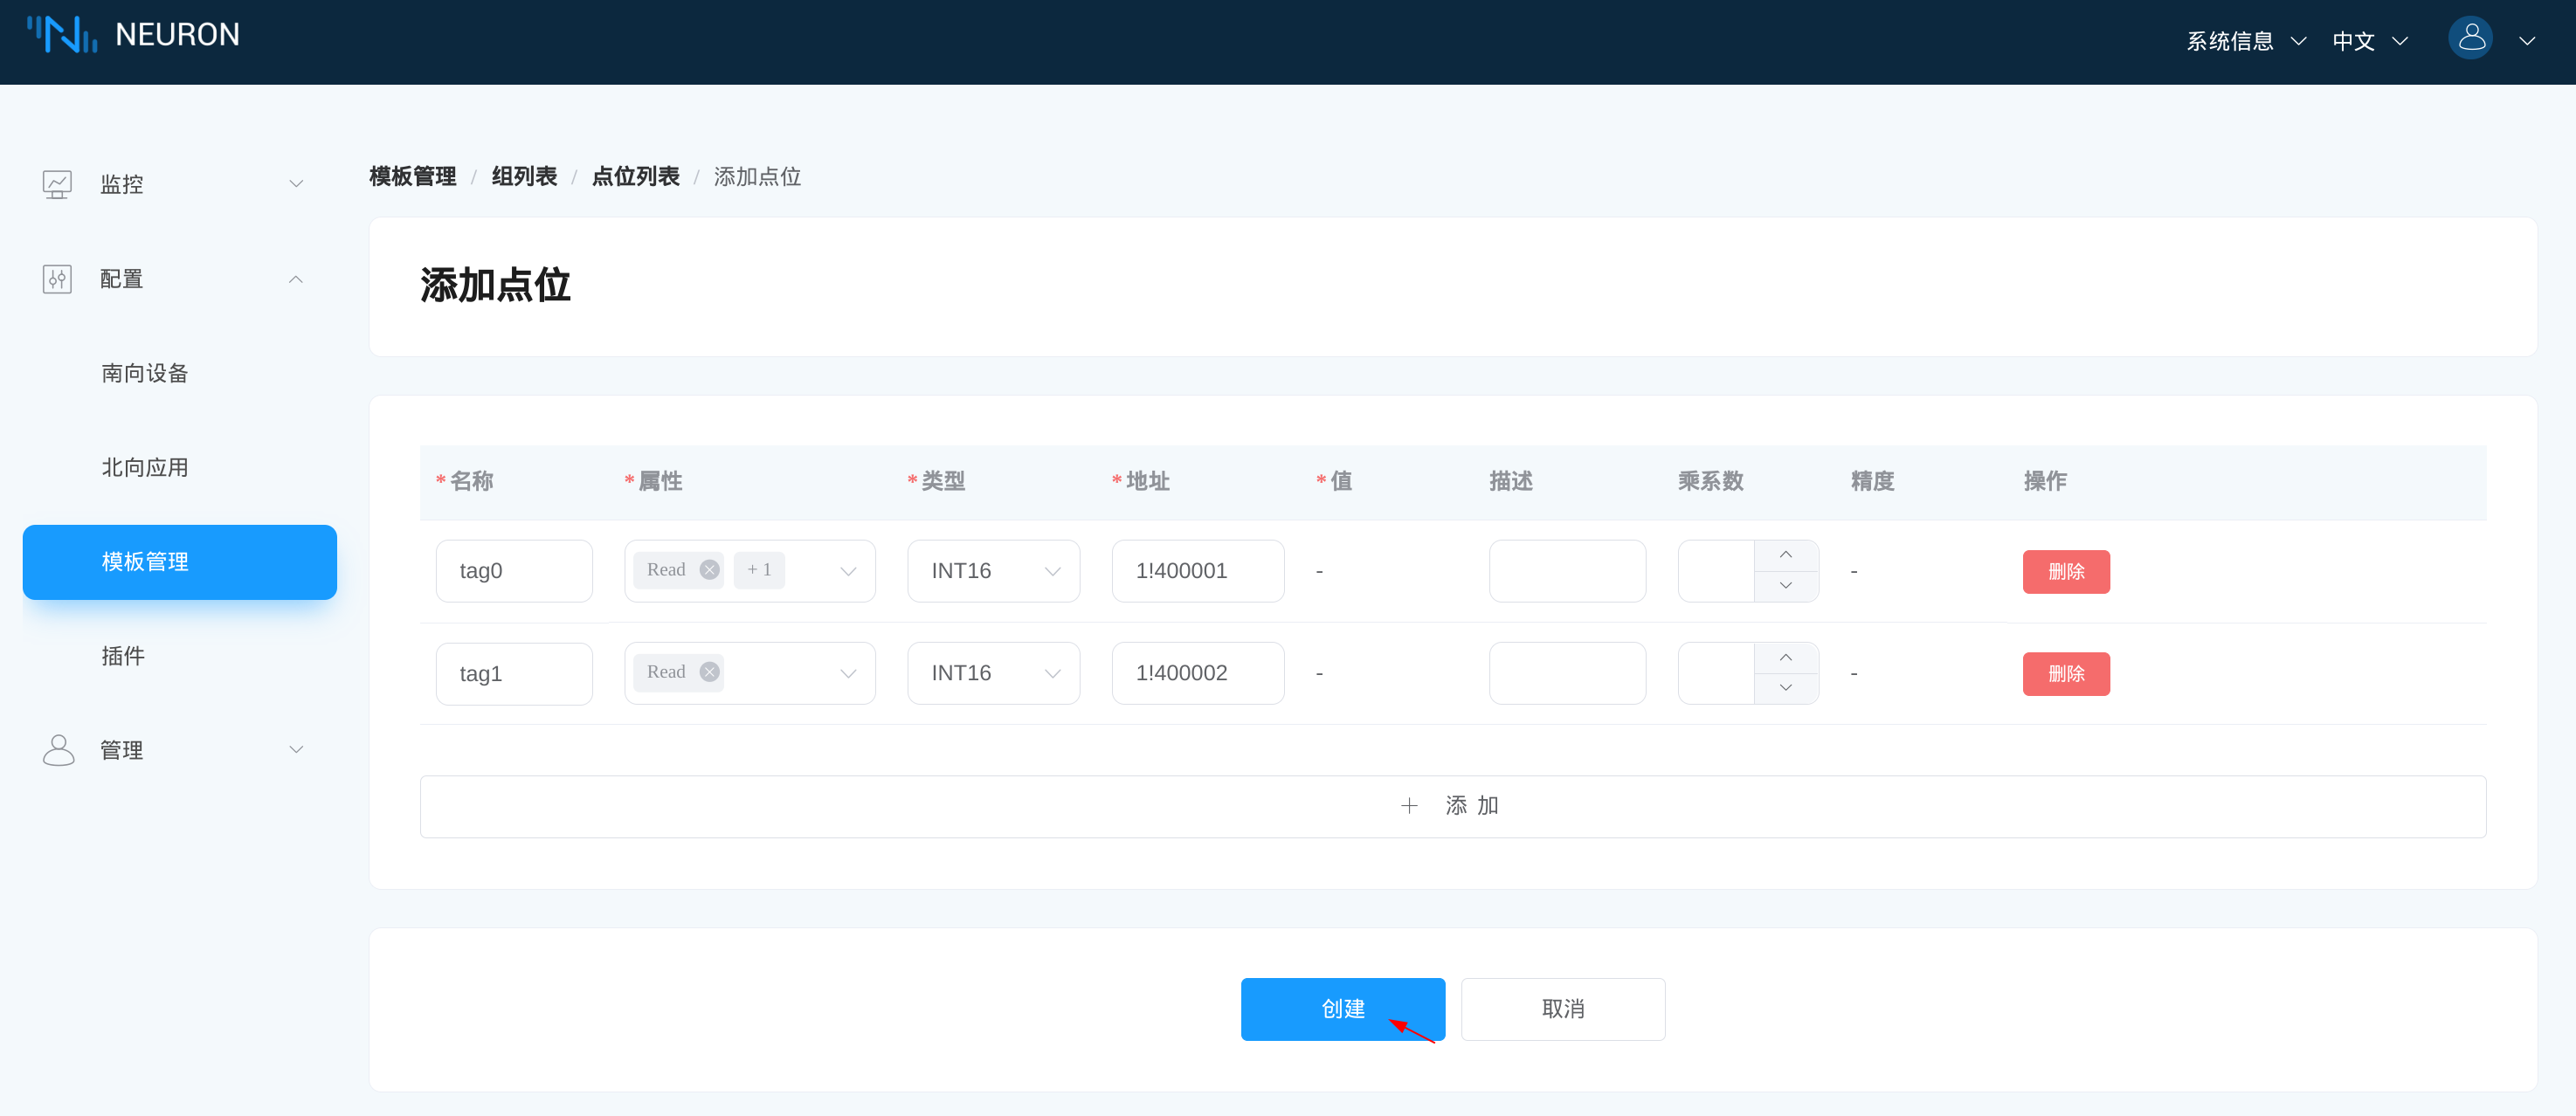 NEURON
系统信息 中文
监控
配置
南向设备
北向应用
模板管理
插件
管理
模板管理 / 组列表 / 点位列表 / 添加点位
添加点位
* 名称 * 属性 * 类型 * 地址 * 值 描述 乘系数 精度 操作
tag0 Read + 1 INT16 1!400001 - - 删除
tag1 Read INT16 1!400002 - - 删除
添 加
创建 取消